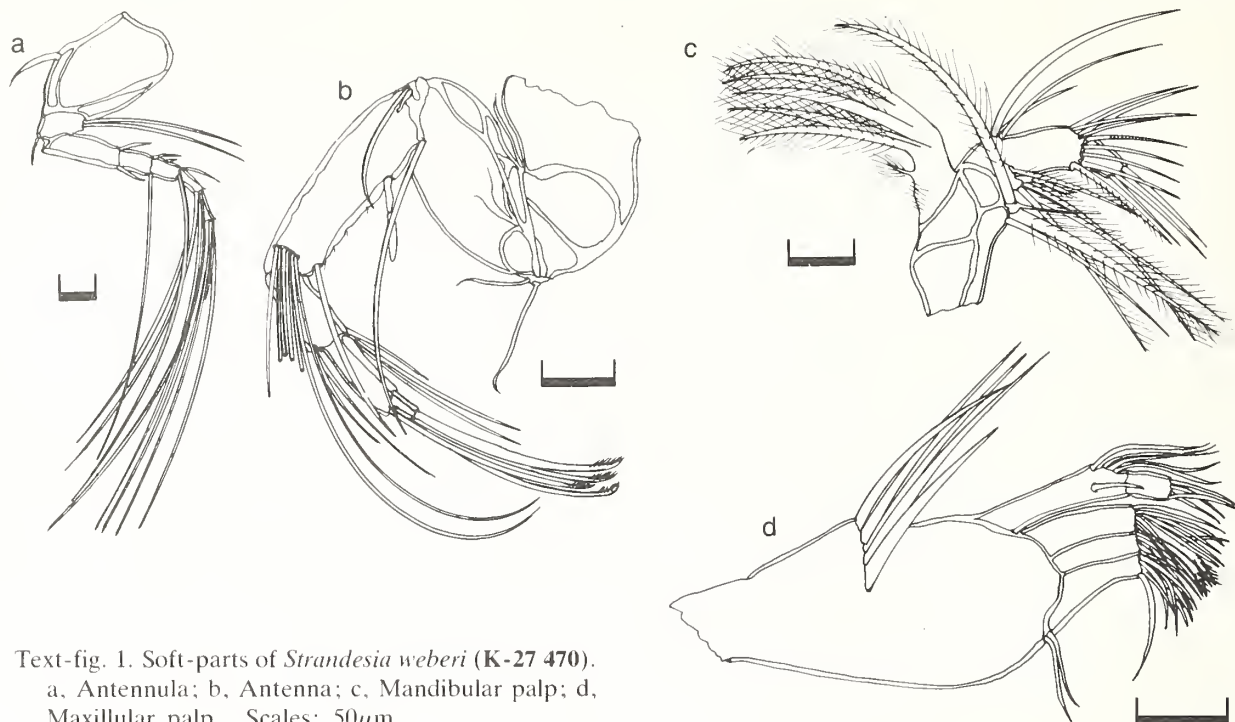 a
b
c
d
Text-fig. 1. Soft-parts of Strandesia weberi (K-27 470).
a, Antennula; b, Antenna; c, Mandibular palp; d,
Maxillular palp. Scales: 50µm